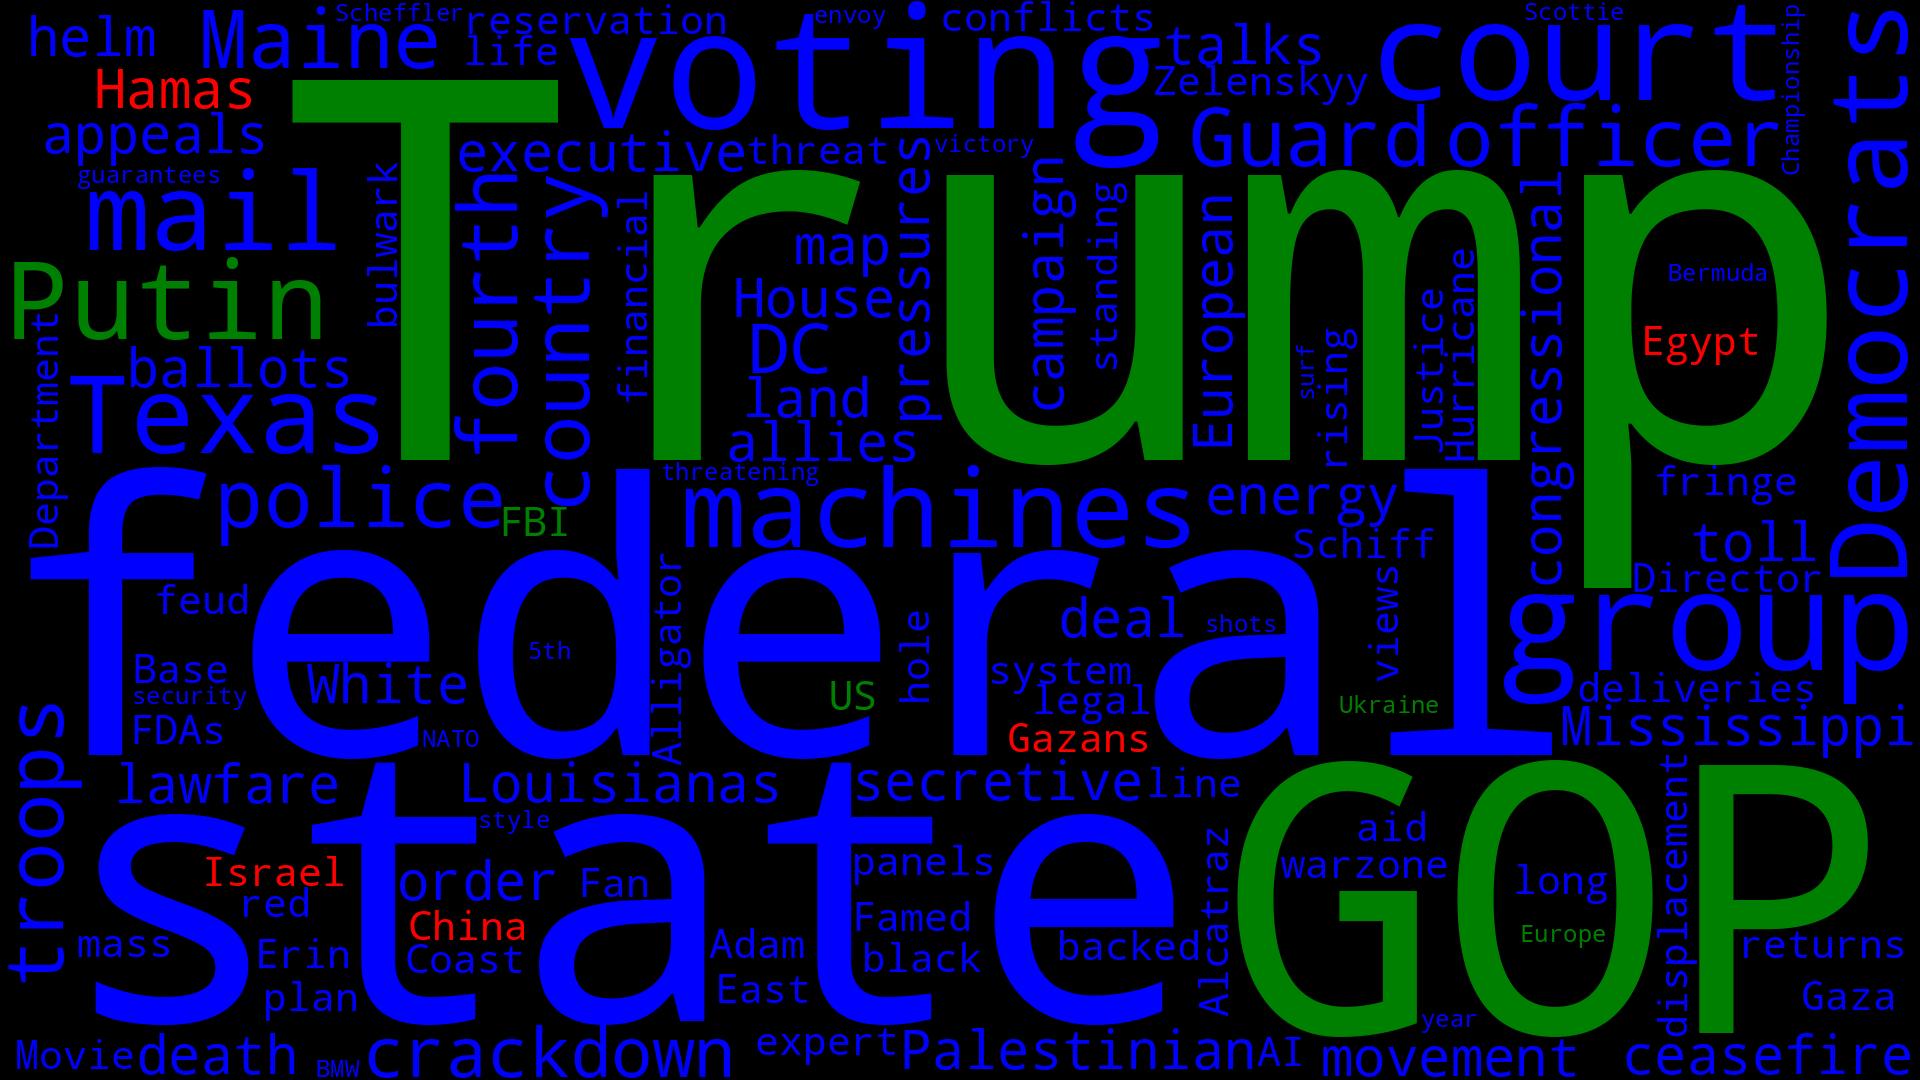 Scheffler
reservation
envoy
conflicts
Scottie
helm
Maine
life
voting
talks
court
Championship
Democrats
Hamas
Zelenskyy
appeals
Trump
executive
threat
victory
Guard
officer
guarantees
mail
bulwark
fourth
country
financial
map
pressures
campaign
standing
European
congressional
Putin
House
DC
surf
rising
Justice
Hurricane
Bermuda
Egypt
Department
ballots
Texas
land
allies
threatening
police
FBI
machines
energy
fringe
federal
Schiff
toll
Director
feud
Alligator
hole
deal
shots
views
group
5th
Base
security
White
US
system
legal
Ukraine
deliveries
FDAs
NATO
Gazans
Mississippi
troops
lawfare
Louisianas
secretive
line
GOP
displacement
style
state
aid
panels
warzone
Israel
order
Fan
long
red
China
Famed
Alcatraz
Europe
mass
Erin
Coast
Adam
black
backed
returns
plan
East
Gaza
year
Movie
death
BMW
crackdown
expert
Palestinian
AI
movement
ceasefire